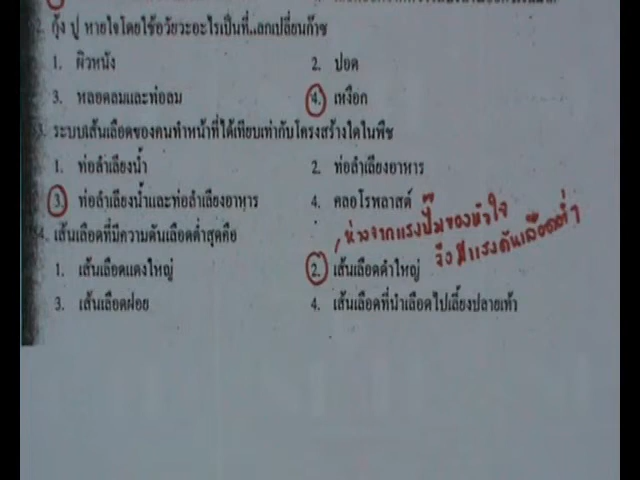 2. กุ้ง ปู หายใจโดยใช้อวัยวะอะไรเป็นที่แลกเปลี่ยนก๊าซ
1. ผิวหนัง 2. ปอด
3. หลอดลมและท่อลม 4. เหงือก
3. ระบบเส้นเลือดของคนทำหน้าที่ได้เทียบเท่ากับโครงสร้างใดในพืช
1. ท่อลำเลียงน้ำ 2. ท่อลำเลียงอาหาร
3. ท่อลำเลียงน้ำและท่อลำเลียงอาหาร 4. คลอโรพลาสต์
ห่างจากแรงปั๊มของหัวใจ
จึงมีแรงดันเลือดต่ำ
4. เส้นเลือดที่มีความดันเลือดต่ำสุดคือ
1. เส้นเลือดแดงใหญ่ 2. เส้นเลือดดำใหญ่
3. เส้นเลือดฝอย 4. เส้นเลือดที่นำเลือดไปเลี้ยงปลายเท้า